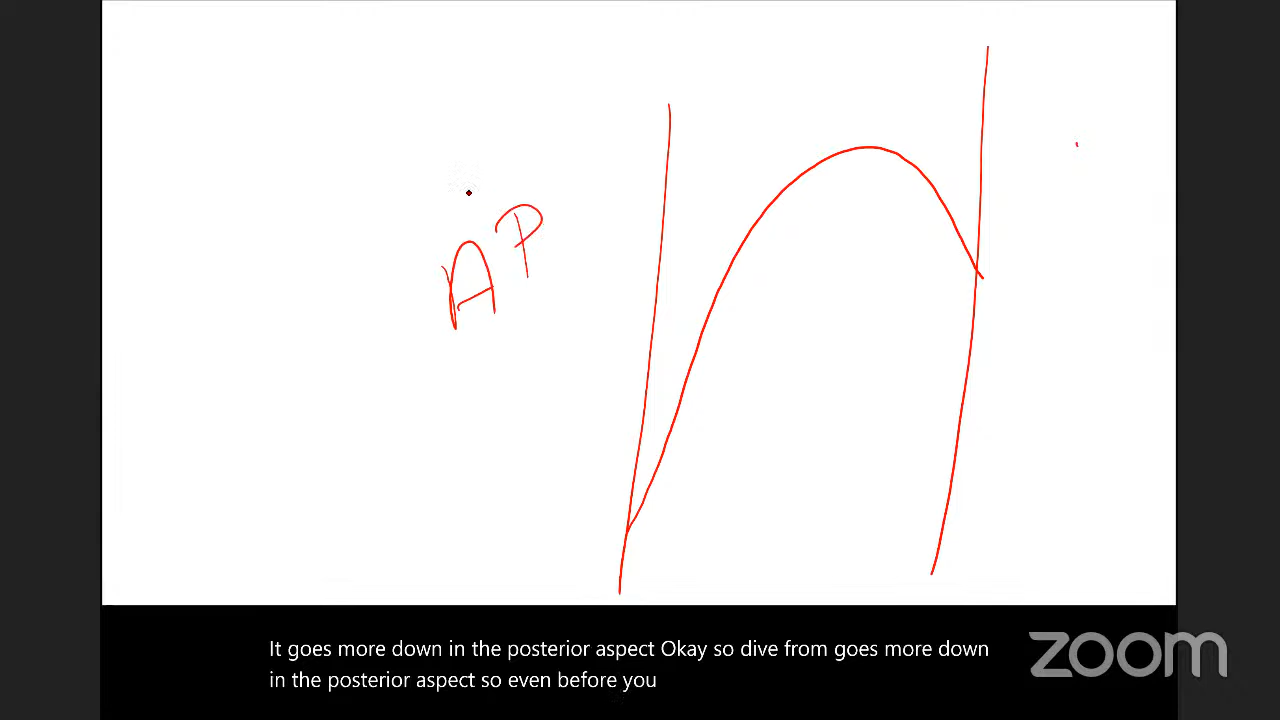 AP
It goes more down in the posterior aspect Okay so dive from goes more down
in the posterior aspect so even before you
zoom